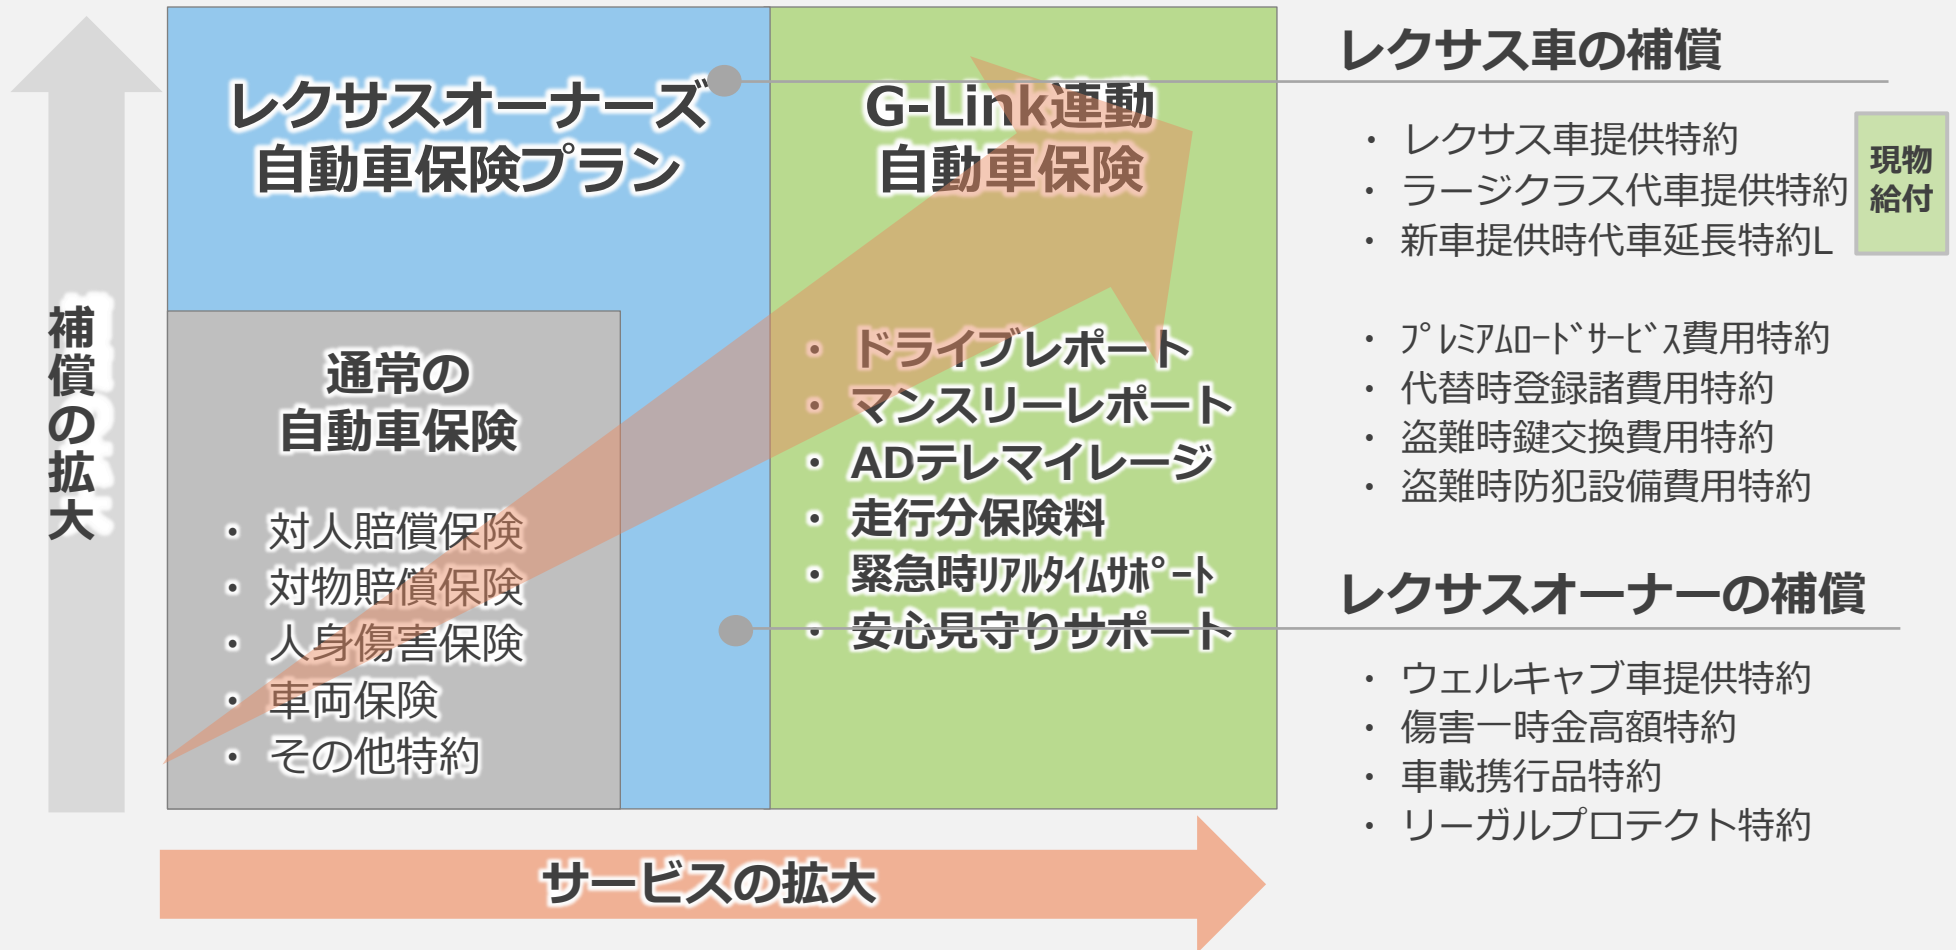 補償の拡大
レクサスオーナーズ
自動車保険プラン
G-Link連動
自動車保険
通常の
自動車保険
・ 対人賠償保険
・ 対物賠償保険
・ 人身傷害保険
・ 車両保険
・ その他特約
・ ドライブレポート
・ マンスリーレポート
・ ADテレマイレージ
・ 走行分保険料
・ 緊急時ﾘｱﾙﾀｲﾑｻﾎﾟｰﾄ
・ 安心見守りサポート
サービスの拡大
レクサス車の補償
・ レクサス車提供特約
・ ラージクラス代車提供特約
・ 新車提供時代車延長特約L
現物
給付
・ ﾌﾟﾚﾐｱﾑﾛｰﾄﾞｻｰﾋﾞｽ費用特約
・ 代替時登録諸費用特約
・ 盗難時鍵交換費用特約
・ 盗難時防犯設備費用特約
レクサスオーナーの補償
・ ウェルキャブ車提供特約
・ 傷害一時金高額特約
・ 車載携行品特約
・ リーガルプロテクト特約